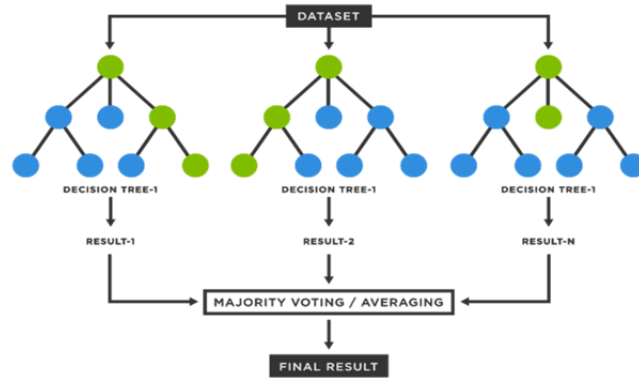 DATASET
DECISION TREE-1
DECISION TREE-1
DECISION TREE-1
RESULT-1
RESULT-2
RESULT-N
MAJORITY VOTING / AVERAGING
FINAL RESULT